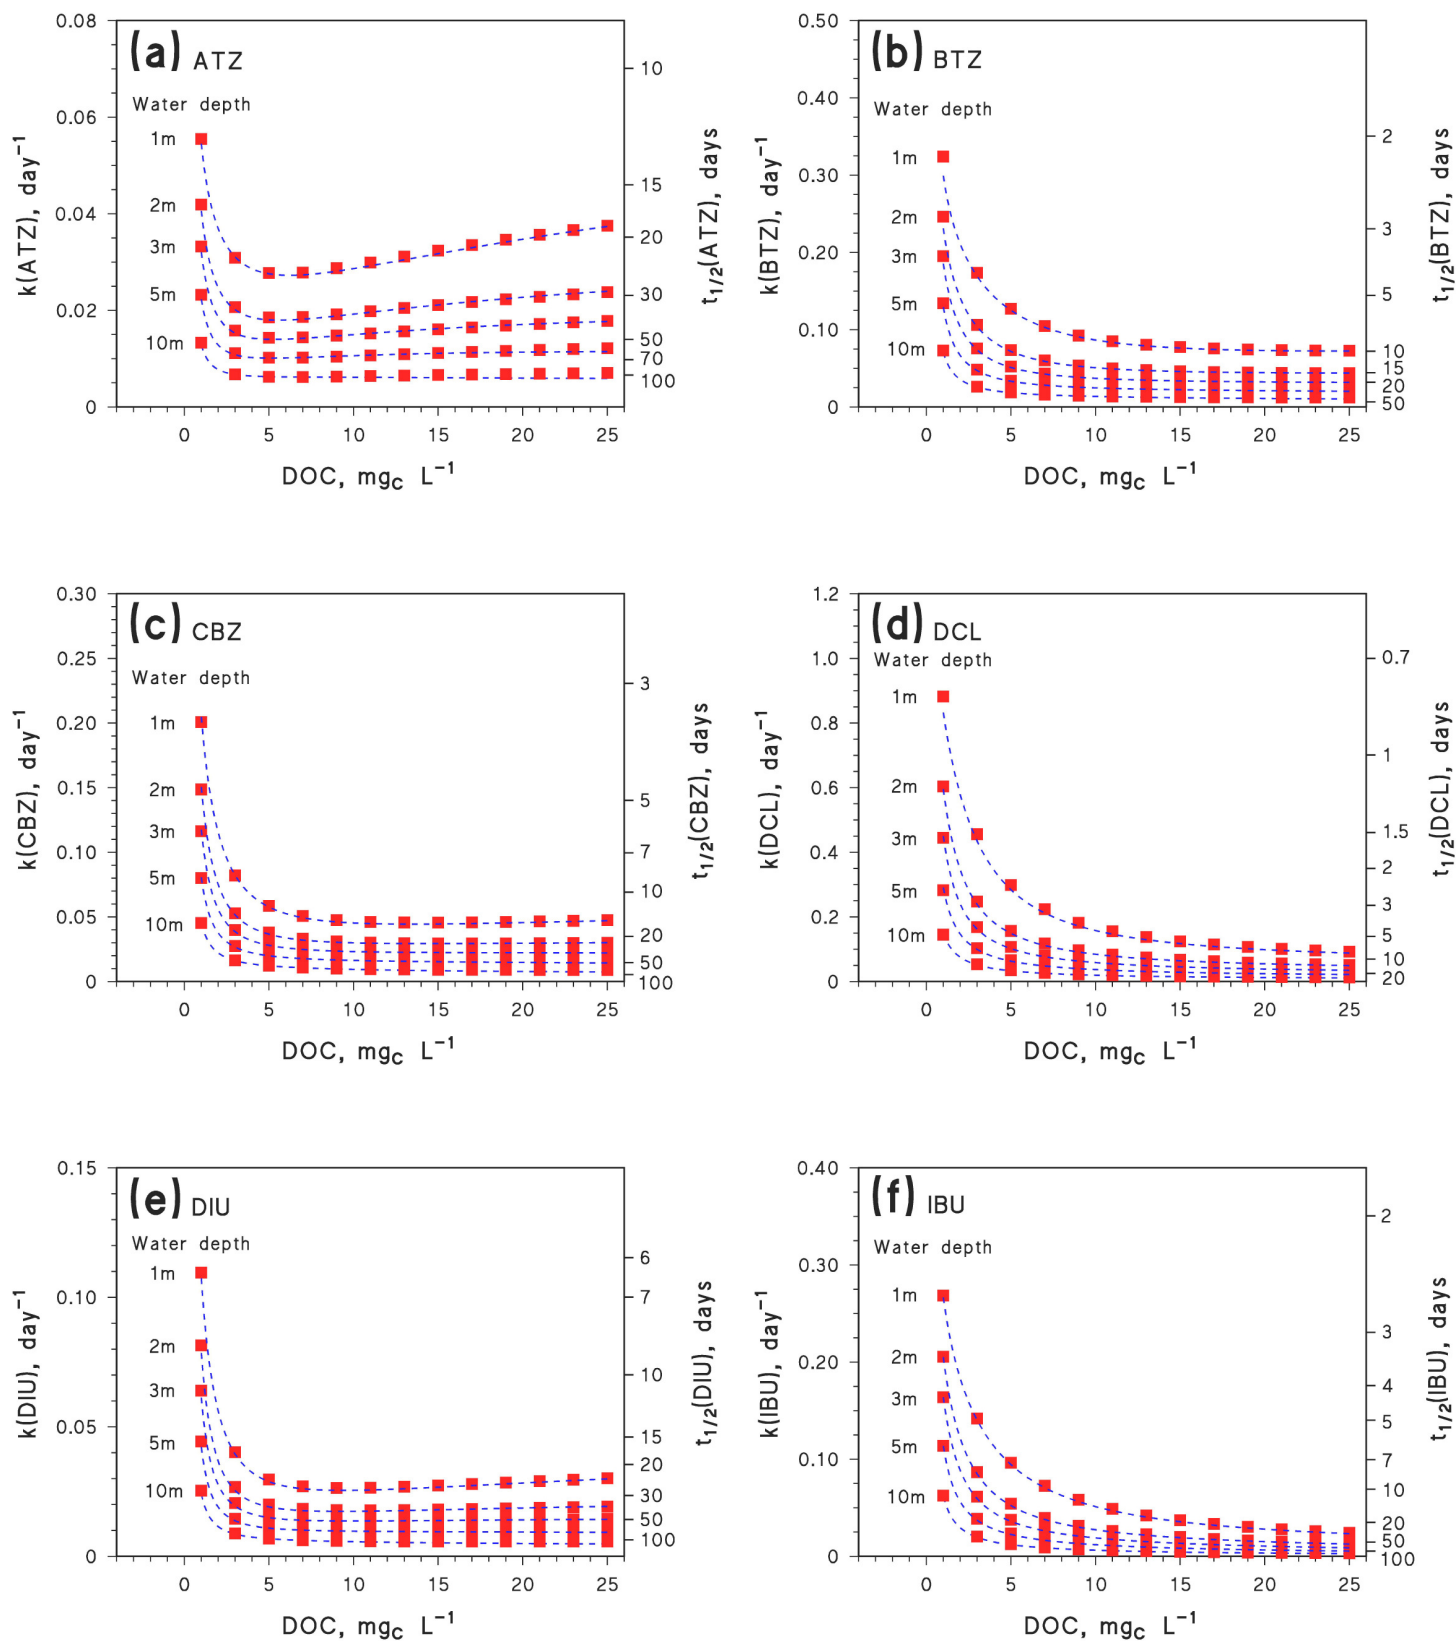 (a) ATZ
Water depth
1m
2m
3m
5m
10m
0.08
0.06
0.04
0.02
0
k(ATZ), day⁻¹
10
15
20
30
50
70
100
t1/2(ATZ), days
0 5 10 15 20 25
DOC, mgC L⁻¹
(b) BTZ
Water depth
1m
2m
3m
5m
10m
0.50
0.40
0.30
0.20
0.10
0
k(BTZ), day⁻¹
2
3
5
10
15
20
50
t1/2(BTZ), days
0 5 10 15 20 25
DOC, mgC L⁻¹
(c) CBZ
Water depth
1m
2m
3m
5m
10m
0.30
0.25
0.20
0.15
0.10
0.05
0
k(CBZ), day⁻¹
3
5
7
10
20
50
100
t1/2(CBZ), days
0 5 10 15 20 25
DOC, mgC L⁻¹
(d) DCL
Water depth
1m
2m
3m
5m
10m
1.2
1.0
0.8
0.6
0.4
0.2
0
k(DCL), day⁻¹
0.7
1
1.5
2
3
5
10
20
t1/2(DCL), days
0 5 10 15 20 25
DOC, mgC L⁻¹
(e) DIU
Water depth
1m
2m
3m
5m
10m
0.15
0.10
0.05
0
k(DIU), day⁻¹
6
7
10
15
20
30
50
100
t1/2(DIU), days
0 5 10 15 20 25
DOC, mgC L⁻¹
(f) IBU
Water depth
1m
2m
3m
5m
10m
0.40
0.30
0.20
0.10
0
k(IBU), day⁻¹
2
3
4
5
7
10
20
50
100
t1/2(IBU), days
0 5 10 15 20 25
DOC, mgC L⁻¹